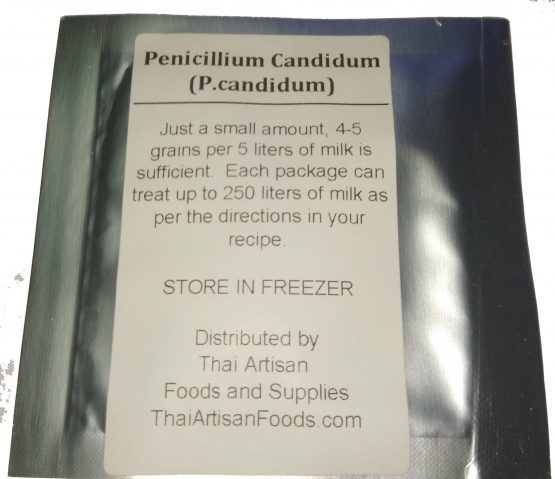 Penicillium Candidum
(P.candidum)
Just a small amount, 4-5
grains per 5 liters of milk is
sufficient. Each package can
treat up to 250 liters of milk as
per the directions in your
recipe.
STORE IN FREEZER
Distributed by
Thai Artisan
Foods and Supplies
ThaiArtisanFoods.com